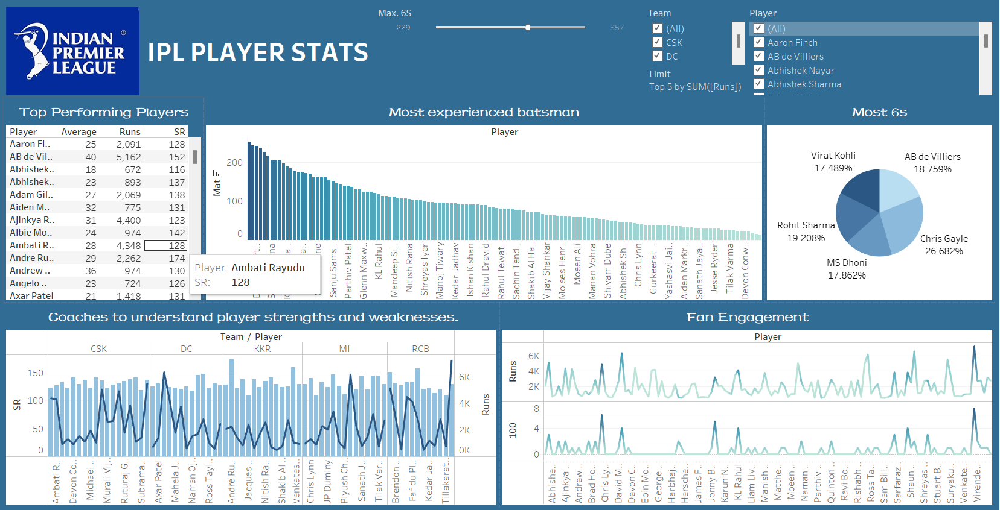 INDIAN
PREMIER
LEAGUE
®
IPL PLAYER STATS
Max. 6S
229
357
Team
(All)
CSK
DC
Limit
Top 5 by SUM([Runs])
Player
(All)
Aaron Finch
AB de Villiers
Abhishek Nayar
Abhishek Sharma
Top Performing Players
Player Average Runs SR
Aaron Fi.. 25 2,091 128
AB de Vil.. 40 5,162 152
Abhishek.. 18 672 116
Abhishek.. 23 893 137
Adam Gil.. 27 2,069 138
Aiden M.. 32 775 131
Ajinkya R.. 31 4,400 123
Albie Mo.. 24 974 142
Ambati R.. 28 4,348 128
Andre Ru.. 29 2,262 174
Andrew .. 36 974 130
Angelo .. 23 724 126
Axar Patel 21 1,418 131
Player: Ambati Rayudu
SR: 128
Most experienced batsman
Player
Mat
200
100
0
Sanju Sams..
Parthiv Patel
Glenn Maxw..
KL Rahul
Mandeep Si..
Nitish Rana
Shreyas Iyer
Manoj Tiwary
Kedar Jadhav
Ishan Kishan
Rahul Dravid
Rahul Tewat..
Sachin Tend..
Shakib Al Ha..
Vijay Shankar
Moises Henr..
Moeen Ali
Manan Vohra
Shivam Dube
Abhishek Sh..
Chris Lynn
Gurkeerat ..
Yashasvi Jai..
Aiden Markr..
Sanath Jaya..
Jesse Ryder
Tilak Varma
Devon Conw..
Most 6s
Virat Kohli
17.489%
AB de Villiers
18.759%
Rohit Sharma
19.208%
Chris Gayle
26.682%
MS Dhoni
17.862%
Coaches to understand player strengths and weaknesses.
Team / Player
CSK DC KKR MI RCB
SR
150
100
50
0
Runs
6K
4K
2K
0K
Ambati R..
Devon Co..
Michael ..
Murali Vij..
Ruturaj G..
Subrama..
Axar Patel
Mahela J..
Naman Oj..
Ross Tayl..
Andre Ru..
Jacques ..
Nitish Ra..
Shakib Al ..
Venkates..
Chris Lynn
JP Duminy
Piyush Ch..
Sanath J..
Tilak Var..
Brendon ..
Faf du Pl..
Kedar Ja..
Tillakarat..
Fan Engagement
Player
Runs
6K
4K
2K
100
8
4
0
Abhishe..
Ajinkya ..
Andrew ..
Brad Ho..
Chris Ly..
David M..
Devon C..
Eoin Mo..
George ..
Harbhaj..
Hersche..
James F..
Jonny B..
Karun N..
KL Rahul
Liam Liv..
Manish ..
Matthe..
Moeen ..
Naman ..
Parthiv ..
Quinton ..
Ravi Bo..
Rishabh ..
Ross Ta..
Sam Bill..
Sarfaraz..
Shaun ..
Shreyas ..
Stuart B..
Suryaku..
Venkate..
Virende..